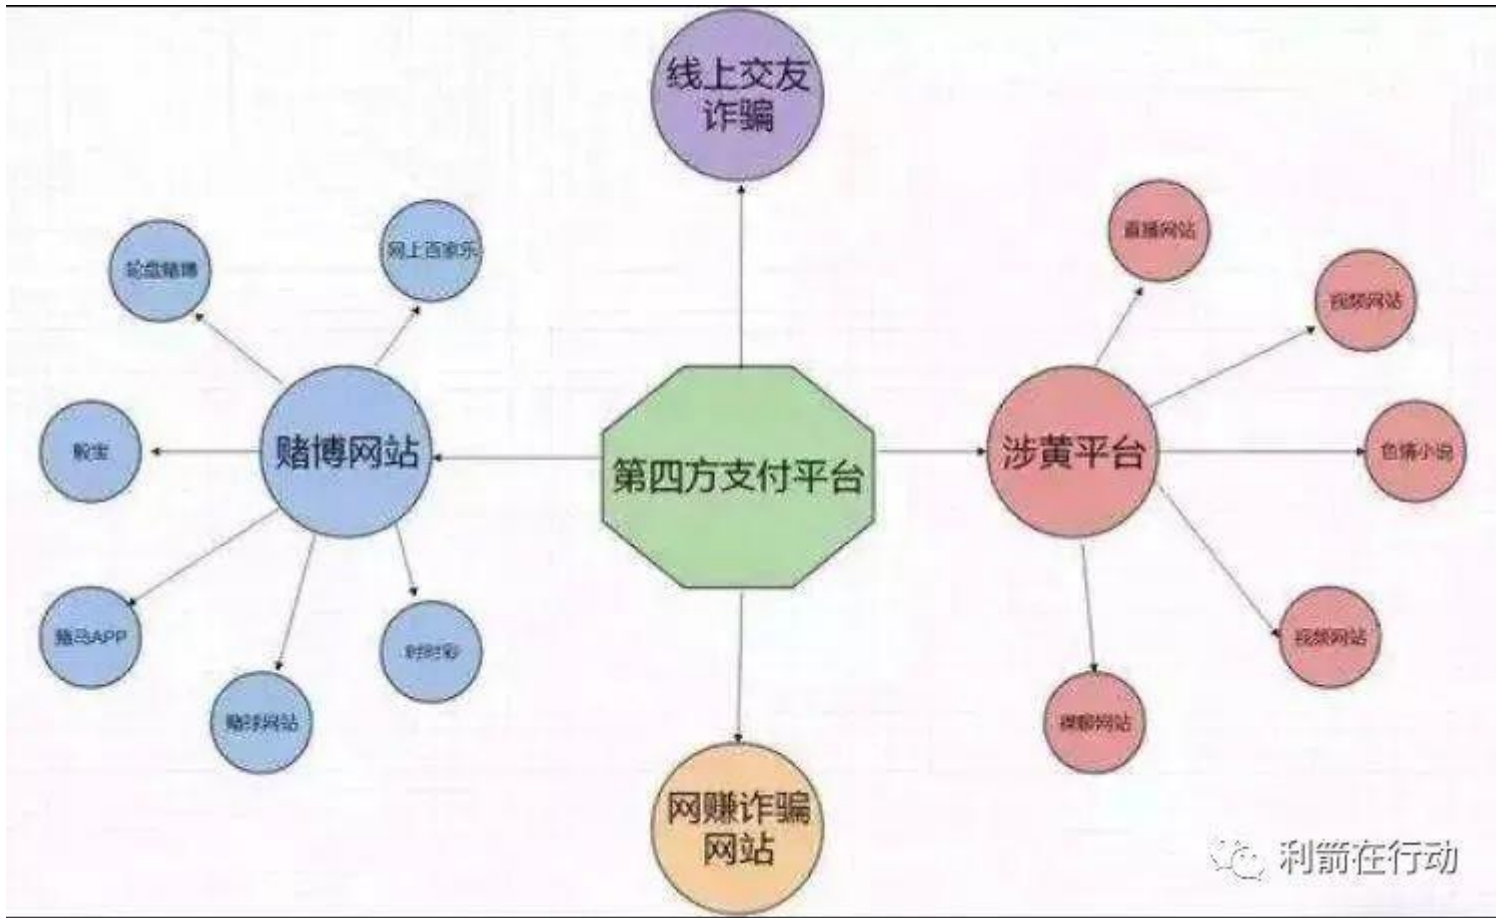 线上交友
诈骗
直播网站
网上百家乐
轮盘赌博
视频网站
赌博网站
第四方支付平台
涉黄平台
骰宝
色情小说
赌马APP
时时彩
视频网站
赌球网站
裸聊网站
网赚诈骗
网站
利箭在行动